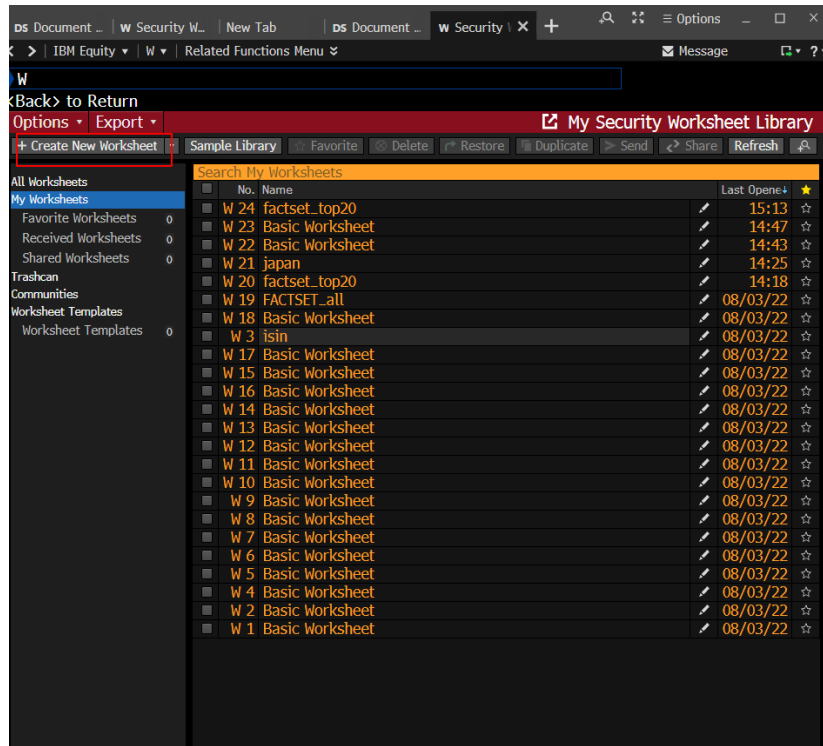 DS Document ... W Security W... New Tab DS Document ... W Security W Options
IBM Equity W Related Functions Menu Message ?
W
<Back> to Return
Options Export My Security Worksheet Library
+ Create New Worksheet Sample Library Favorite Delete Restore Duplicate Send Share Refresh
Search My Worksheets
All Worksheets
My Worksheets
Favorite Worksheets 0
Received Worksheets 0
Shared Worksheets 0
Trashcan
Communities
Worksheet Templates
Worksheet Templates 0
No. Name Last Opene
W 24 factset_top20 15:13
W 23 Basic Worksheet 14:47
W 22 Basic Worksheet 14:43
W 21 japan 14:25
W 20 factset_top20 14:18
W 19 FACTSET_all 08/03/22
W 18 Basic Worksheet 08/03/22
W 3 isin 08/03/22
W 17 Basic Worksheet 08/03/22
W 15 Basic Worksheet 08/03/22
W 16 Basic Worksheet 08/03/22
W 14 Basic Worksheet 08/03/22
W 13 Basic Worksheet 08/03/22
W 12 Basic Worksheet 08/03/22
W 11 Basic Worksheet 08/03/22
W 10 Basic Worksheet 08/03/22
W 9 Basic Worksheet 08/03/22
W 8 Basic Worksheet 08/03/22
W 7 Basic Worksheet 08/03/22
W 6 Basic Worksheet 08/03/22
W 5 Basic Worksheet 08/03/22
W 4 Basic Worksheet 08/03/22
W 2 Basic Worksheet 08/03/22
W 1 Basic Worksheet 08/03/22